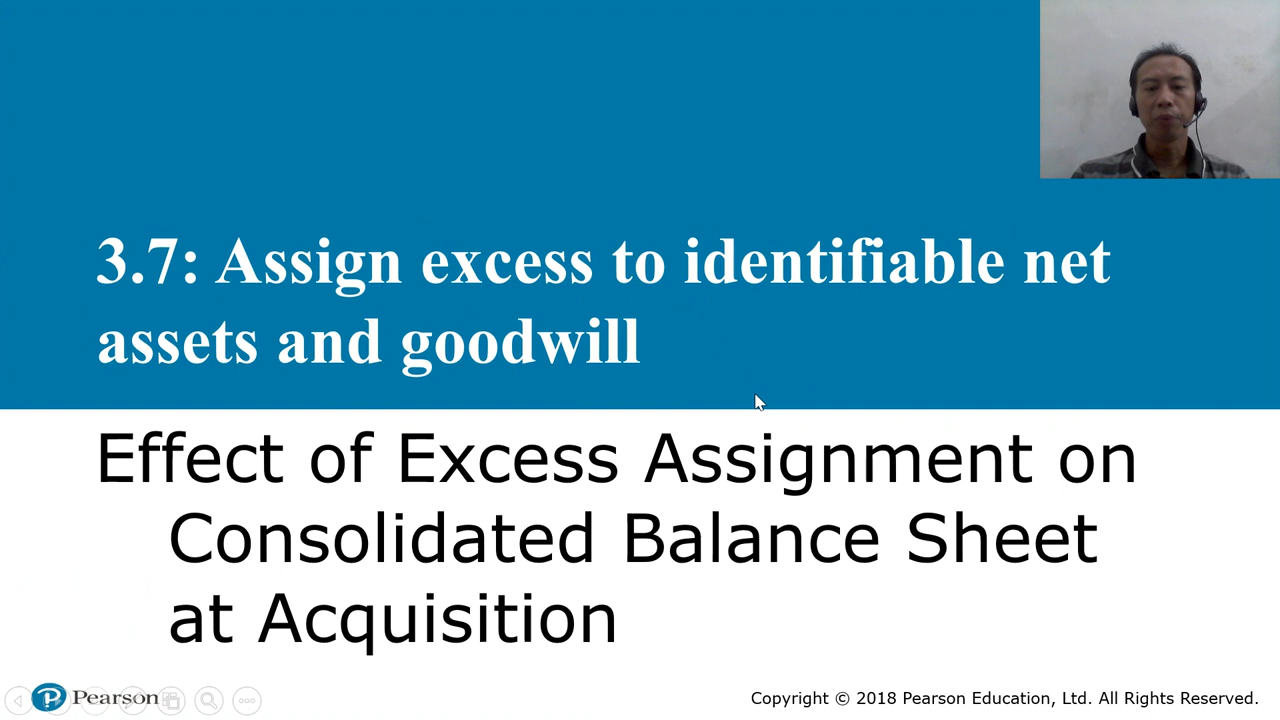 3.7: Assign excess to identifiable net
assets and goodwill
Effect of Excess Assignment on
Consolidated Balance Sheet
at Acquisition
Pearson
Copyright © 2018 Pearson Education, Ltd. All Rights Reserved.